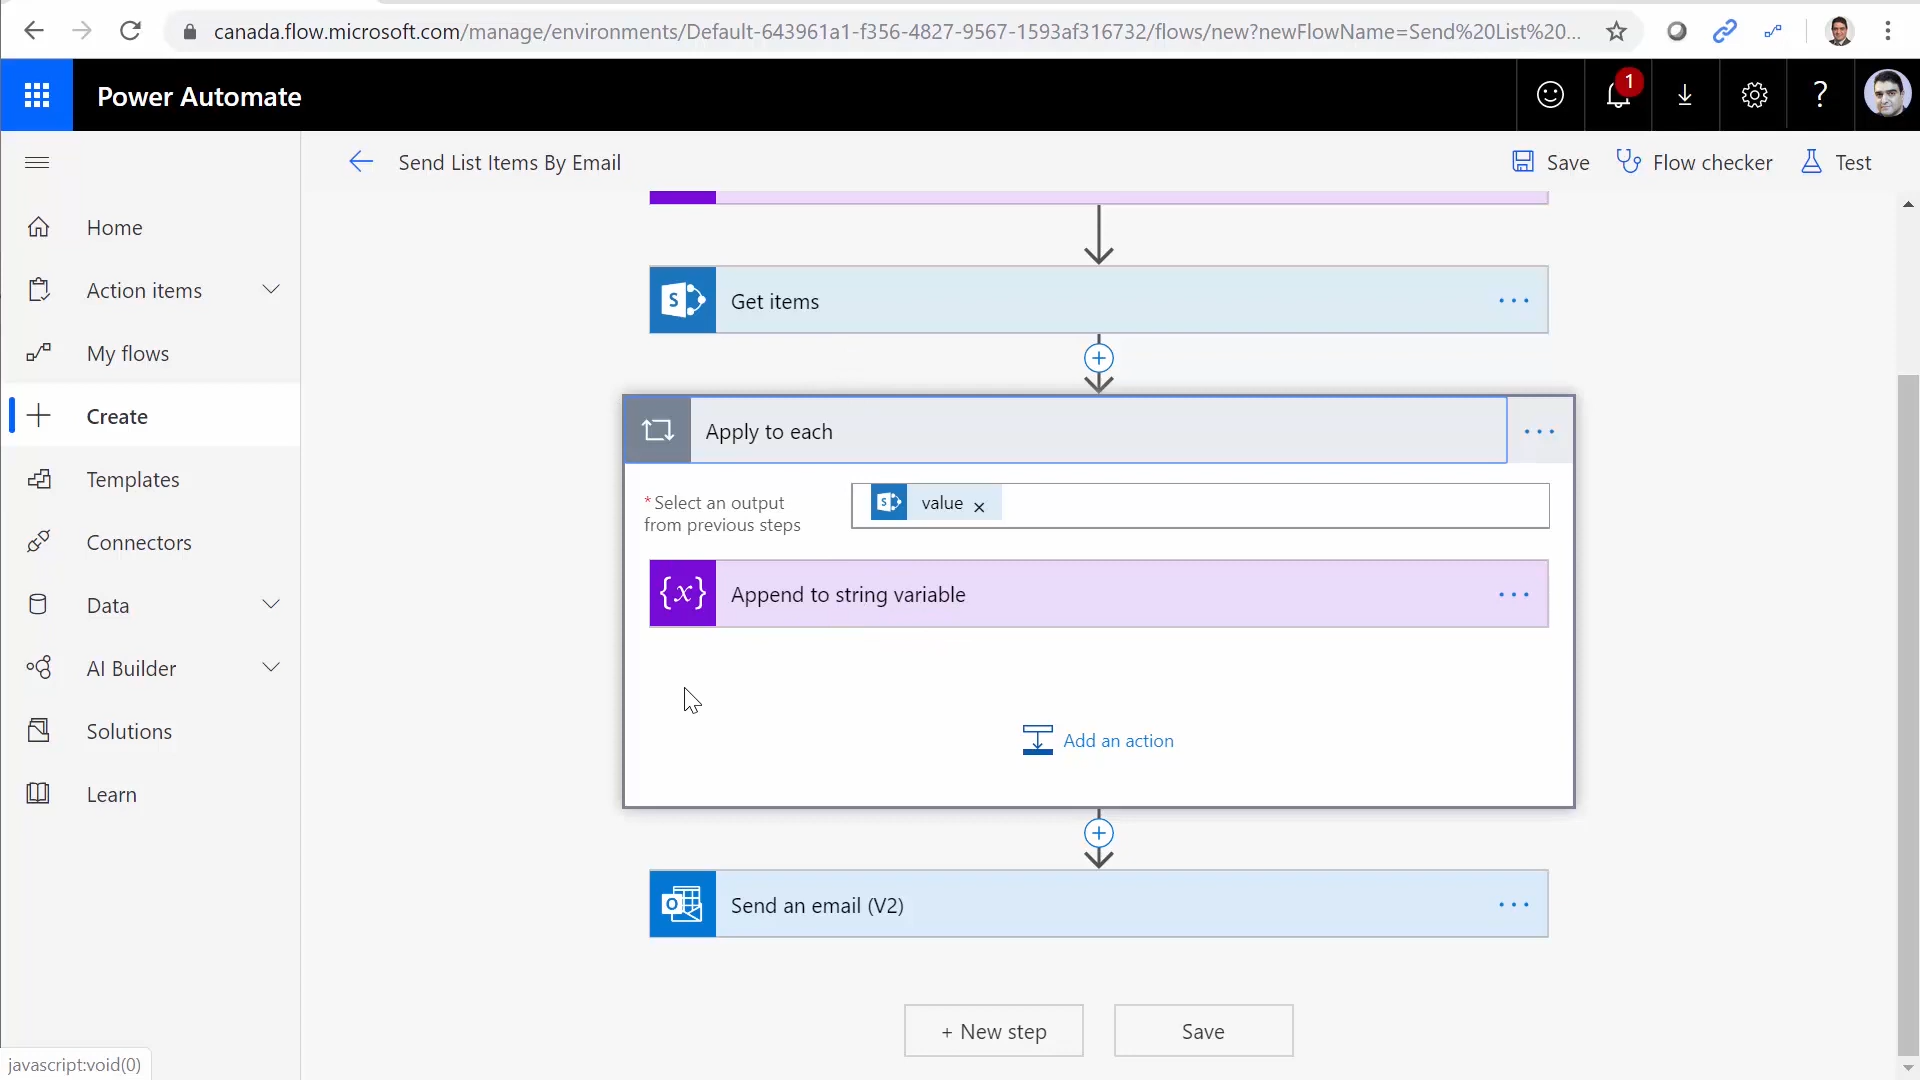 canada.flow.microsoft.com/manage/environments/Default-643961a1-f356-4827-9567-1593af316732/flows/new?newFlowName=Send%20List%20...
Power Automate
1
?
Send List Items By Email
Save
Flow checker
Test
Home
Action items
My flows
Create
Templates
Connectors
Data
AI Builder
Solutions
Learn
S
Get items
...
Apply to each
...
* Select an output
from previous steps
S
value ×
{x}
Append to string variable
...
Add an action
O
Send an email (V2)
...
+ New step
Save
javascript:void(0)